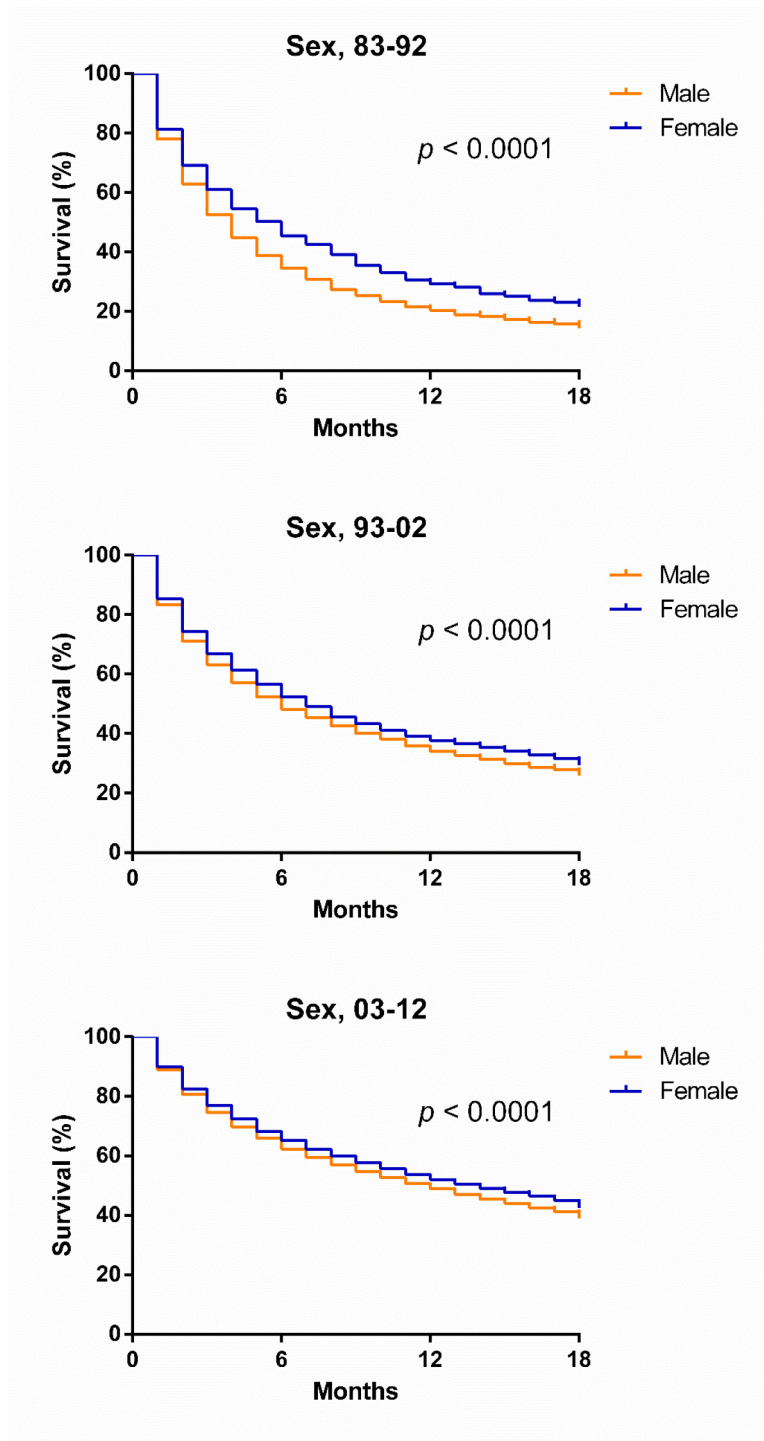 Sex, 83-92
100
80
60
40
20
0
Survival (%)
0 6 12 18
Months
p < 0.0001
Male
Female
Sex, 93-02
100
80
60
40
20
0
Survival (%)
0 6 12 18
Months
p < 0.0001
Male
Female
Sex, 03-12
100
80
60
40
20
0
Survival (%)
0 6 12 18
Months
p < 0.0001
Male
Female